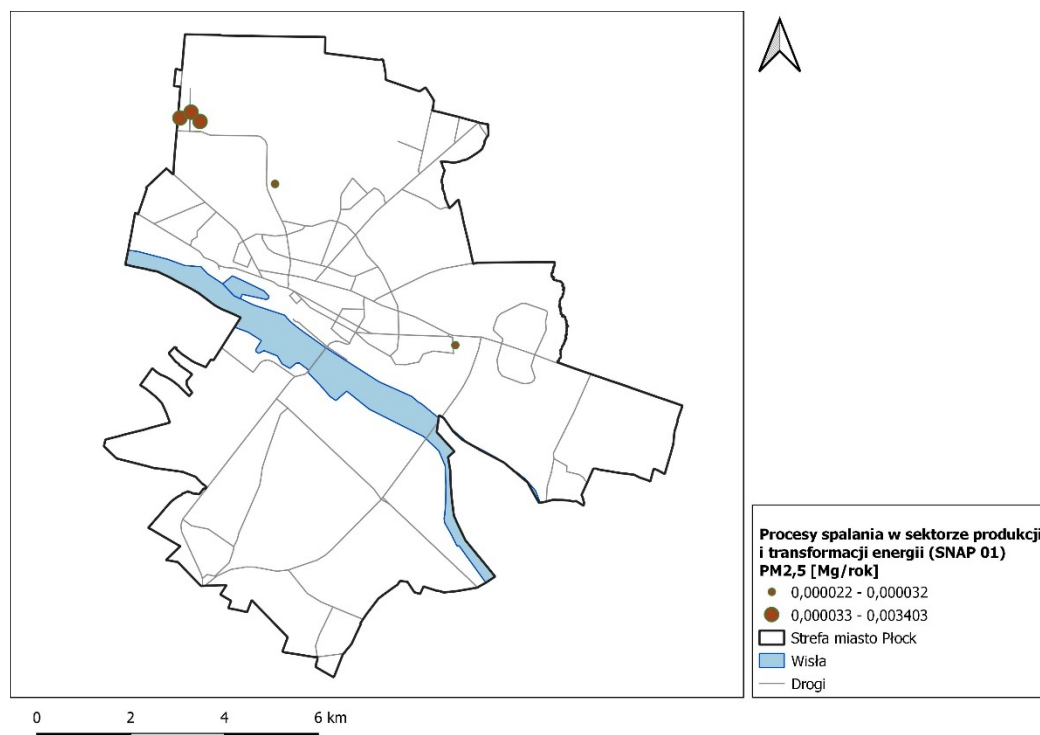 Procesy spalania w sektorze produkcji
i transformacji energii (SNAP 01)
PM2,5 [Mg/rok]
0,000022 - 0,000032
0,000033 - 0,003403
Strefa miasto Płock
Wisła
Drogi
0 2 4 6 km